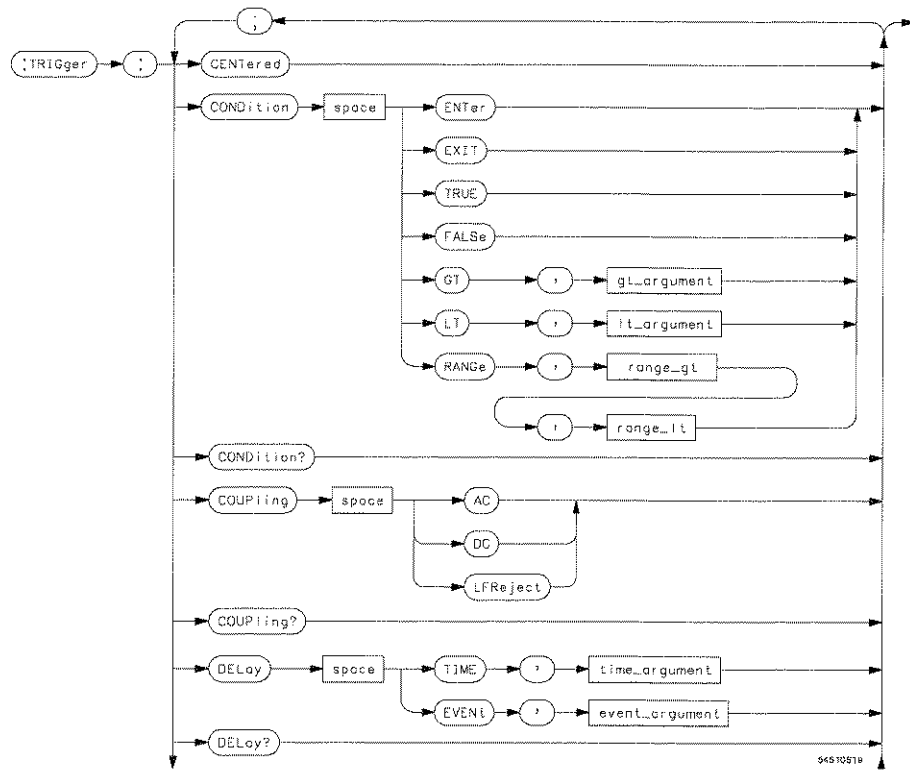 ;
:TRIGger : CENTered
CONDition space ENTer
EXIT
TRUE
FALSe
GT , gt_argument
LT , lt_argument
RANGe , range_gt
, range_lt
CONDition?
COUPling space AC
DC
LFReject
COUPling?
DELay space TIME , time_argument
EVENt , event_argument
DELay?
54510S19